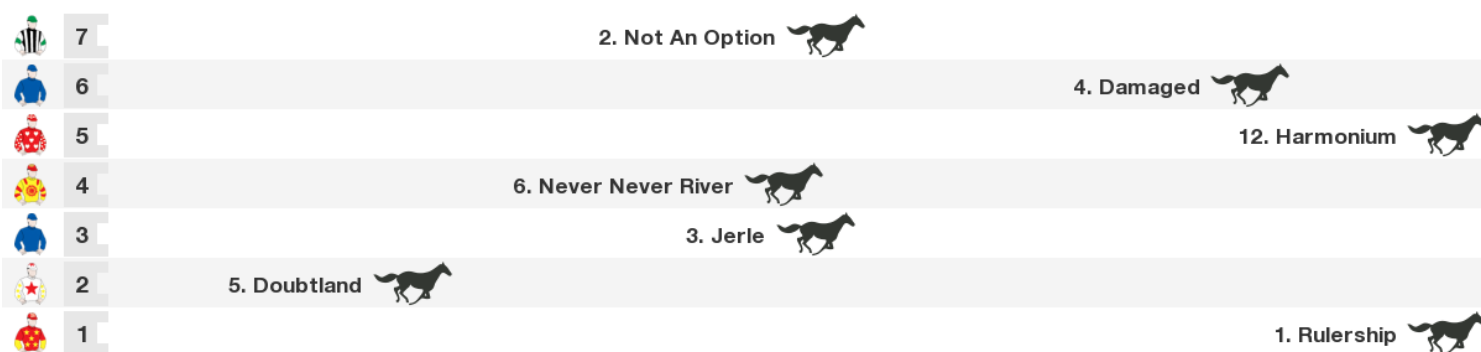 7 2. Not An Option
6 4. Damaged
5 12. Harmonium
4 6. Never Never River
3 3. Jerle
2 5. Doubtland
1 1. Rulership